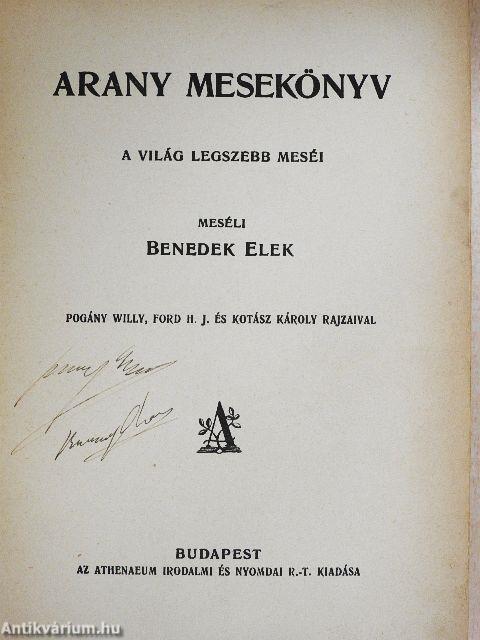 ARANY MESEKÖNYV
A VILÁG LEGSZEBB MESÉI
MESÉLI
BENEDEK ELEK
POGÁNY WILLY, FORD H. J. ÉS KOTÁSZ KÁROLY RAJZAIVAL
A
BUDAPEST
AZ ATHENAEUM IRODALMI ÉS NYOMDAI R.-T. KIADÁSA
Antikvárium.hu